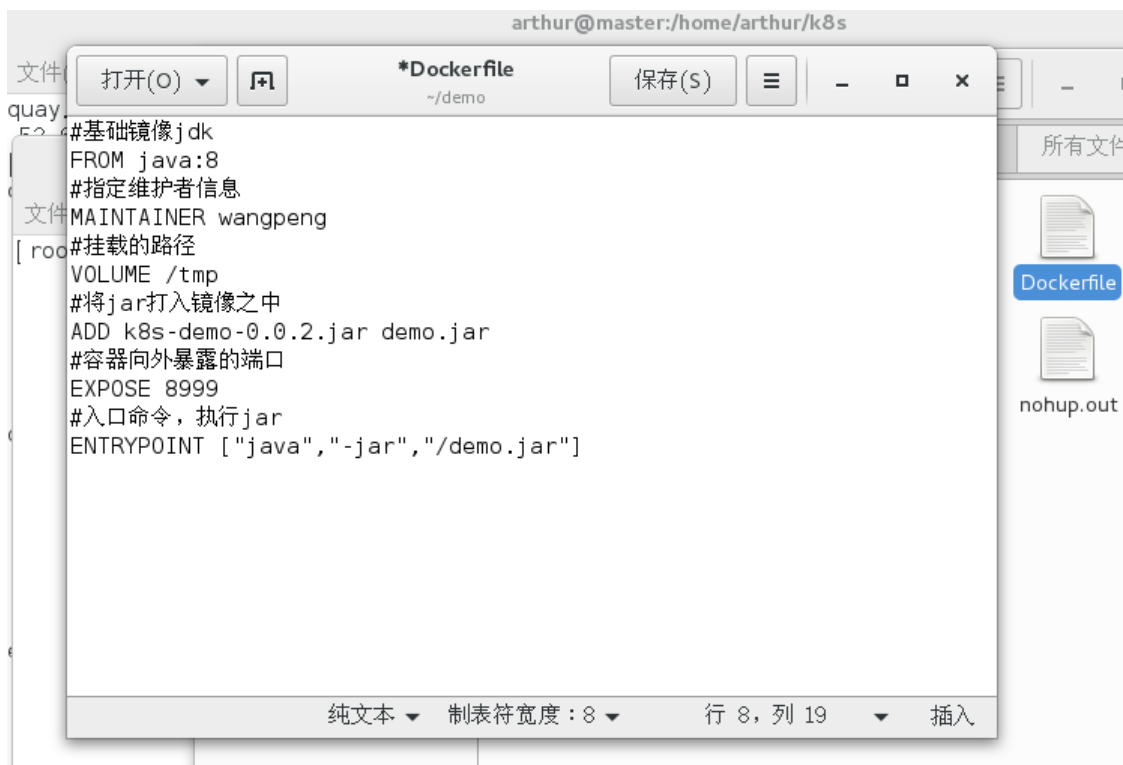 arthur@master:/home/arthur/k8s
文件
打开(O)
*Dockerfile
~/demo
保存(S)
quay.
所有文件
#基础镜像jdk
FROM java:8
#指定维护者信息
文件
MAINTAINER wangpeng
[ roo
#挂载的路径
VOLUME /tmp
#将jar打入镜像之中
ADD k8s-demo-0.0.2.jar demo.jar
#容器向外暴露的端口
EXPOSE 8999
#入口命令，执行jar
ENTRYPOINT ["java","-jar","/demo.jar"]
Dockerfile
nohup.out
纯文本 制表符宽度：8 行 8，列 19 插入